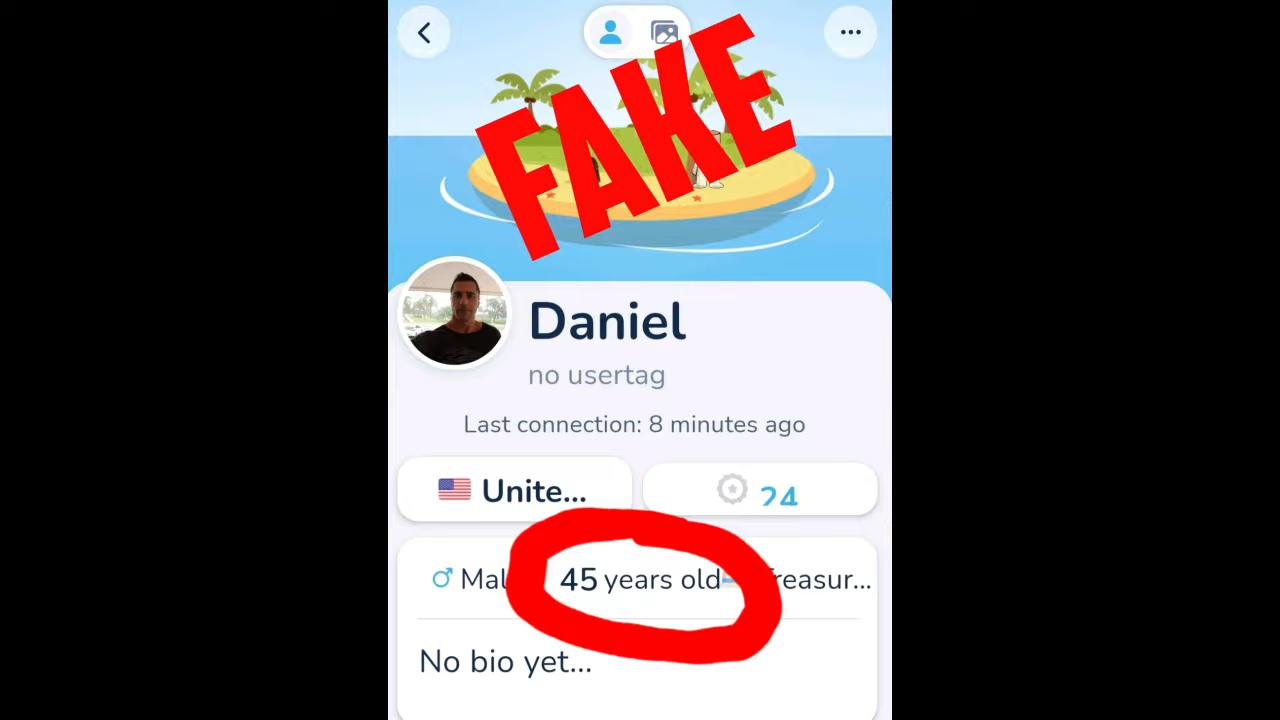 FAKE
Daniel
no usertag
Last connection: 8 minutes ago
Unite... 24
Mal 45 years old reasur...
No bio yet...